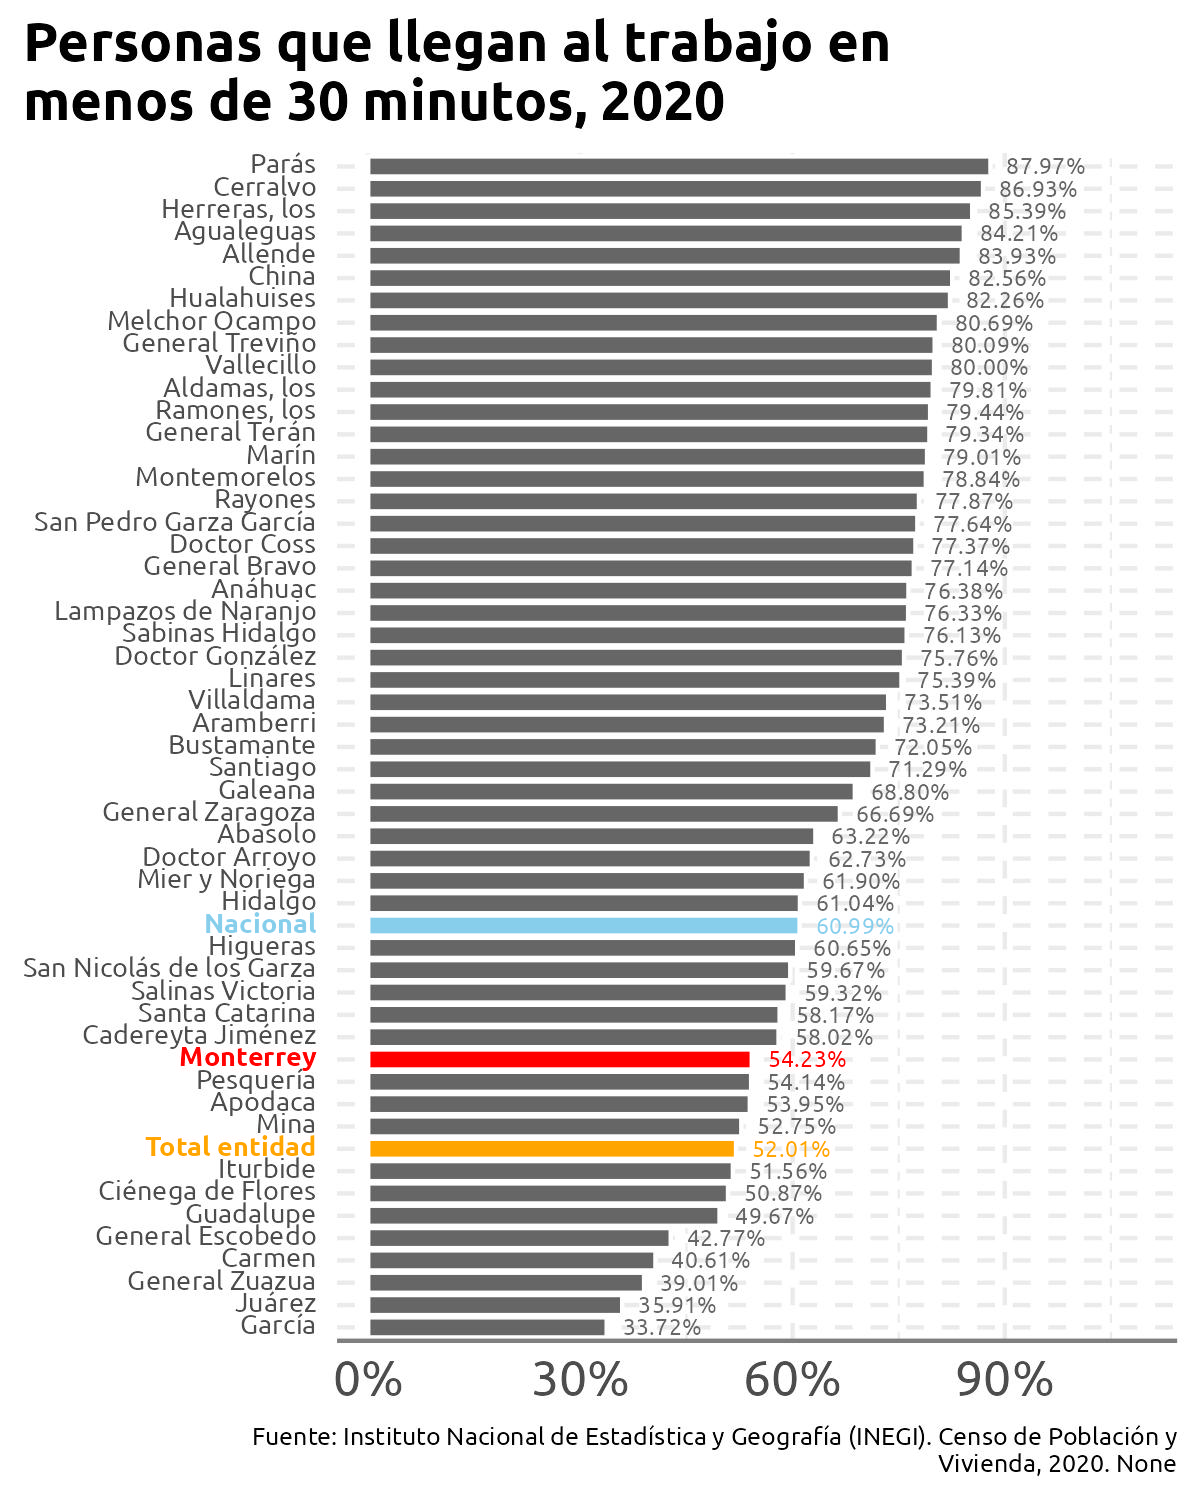 Personas que llegan al trabajo en
menos de 30 minutos, 2020
Parás 87.97%
Cerralvo 86.93%
Herreras, los 85.39%
Agualeguas 84.21%
Allende 83.93%
China 82.56%
Hualahuises 82.26%
Melchor Ocampo 80.69%
General Treviño 80.09%
Vallecillo 80.00%
Aldamas, los 79.81%
Ramones, los 79.44%
General Terán 79.34%
Marín 79.01%
Montemorelos 78.84%
Rayones 77.87%
San Pedro Garza García 77.64%
Doctor Coss 77.37%
General Bravo 77.14%
Anáhuac 76.38%
Lampazos de Naranjo 76.33%
Sabinas Hidalgo 76.13%
Doctor González 75.76%
Linares 75.39%
Villaldama 73.51%
Aramberri 73.21%
Bustamante 72.05%
Santiago 71.29%
Galeana 68.80%
General Zaragoza 66.69%
Abasolo 63.22%
Doctor Arroyo 62.73%
Mier y Noriega 61.90%
Hidalgo 61.04%
Nacional 60.99%
Higueras 60.65%
San Nicolás de los Garza 59.67%
Salinas Victoria 59.32%
Santa Catarina 58.17%
Cadereyta Jiménez 58.02%
Monterrey 54.23%
Pesquería 54.14%
Apodaca 53.95%
Mina 52.75%
Total entidad 52.01%
Iturbide 51.56%
Ciénega de Flores 50.87%
Guadalupe 49.67%
General Escobedo 42.77%
Carmen 40.61%
General Zuazua 39.01%
Juárez 35.91%
García 33.72%
0% 30% 60% 90%
Fuente: Instituto Nacional de Estadística y Geografía (INEGI). Censo de Población y
Vivienda, 2020. None